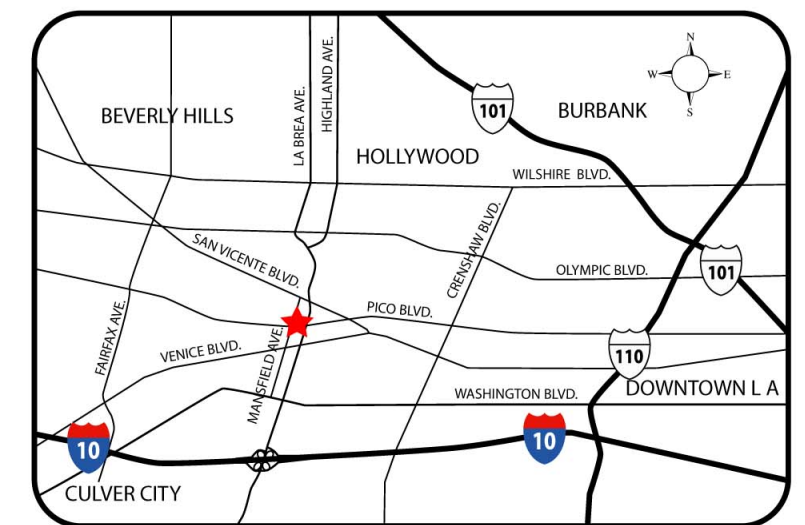 N
W E
S
101
BURBANK
BEVERLY HILLS
LA BREA AVE.
HIGHLAND AVE.
HOLLYWOOD
WILSHIRE BLVD.
SAN VICENTE BLVD.
CRENSHAW BLVD.
OLYMPIC BLVD.
101
FAIRFAX AVE.
PICO BLVD.
VENICE BLVD.
MANSFIELD AVE.
110
WASHINGTON BLVD.
DOWNTOWN L A
10
10
CULVER CITY